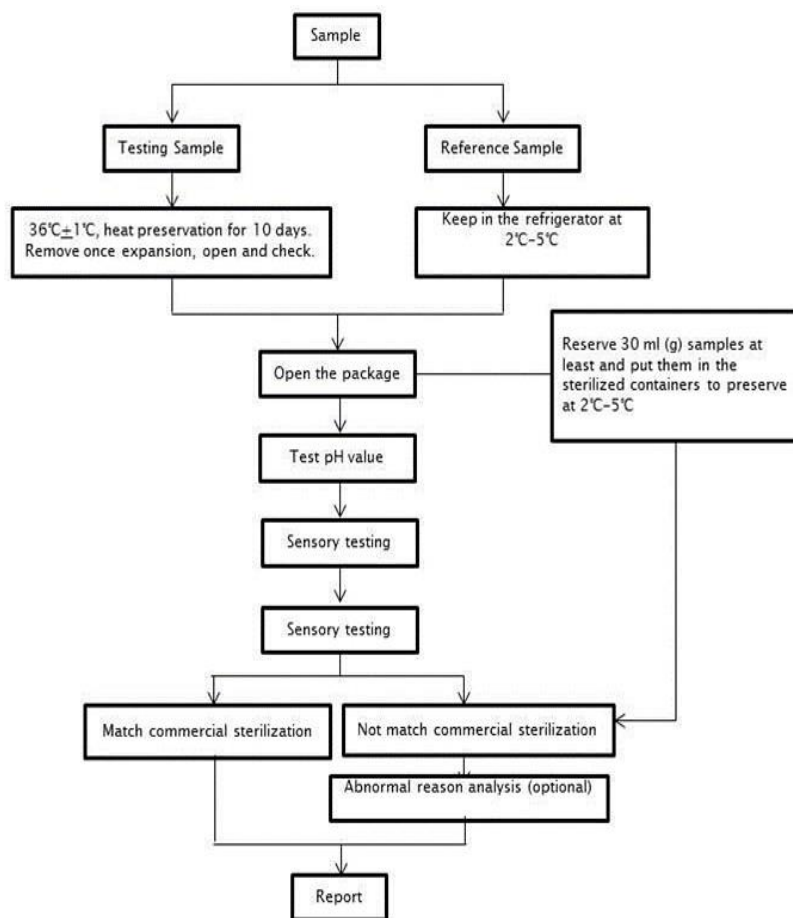 Sample
Testing Sample
Reference Sample
36℃±1℃, heat preservation for 10 days.
Remove once expansion, open and check.
Keep in the refrigerator at
2℃-5℃
Reserve 30 ml (g) samples at
least and put them in the
sterilized containers to preserve
at 2℃-5℃
Open the package
Test pH value
Sensory testing
Sensory testing
Match commercial sterilization
Not match commercial sterilization
Abnormal reason analysis (optional)
Report